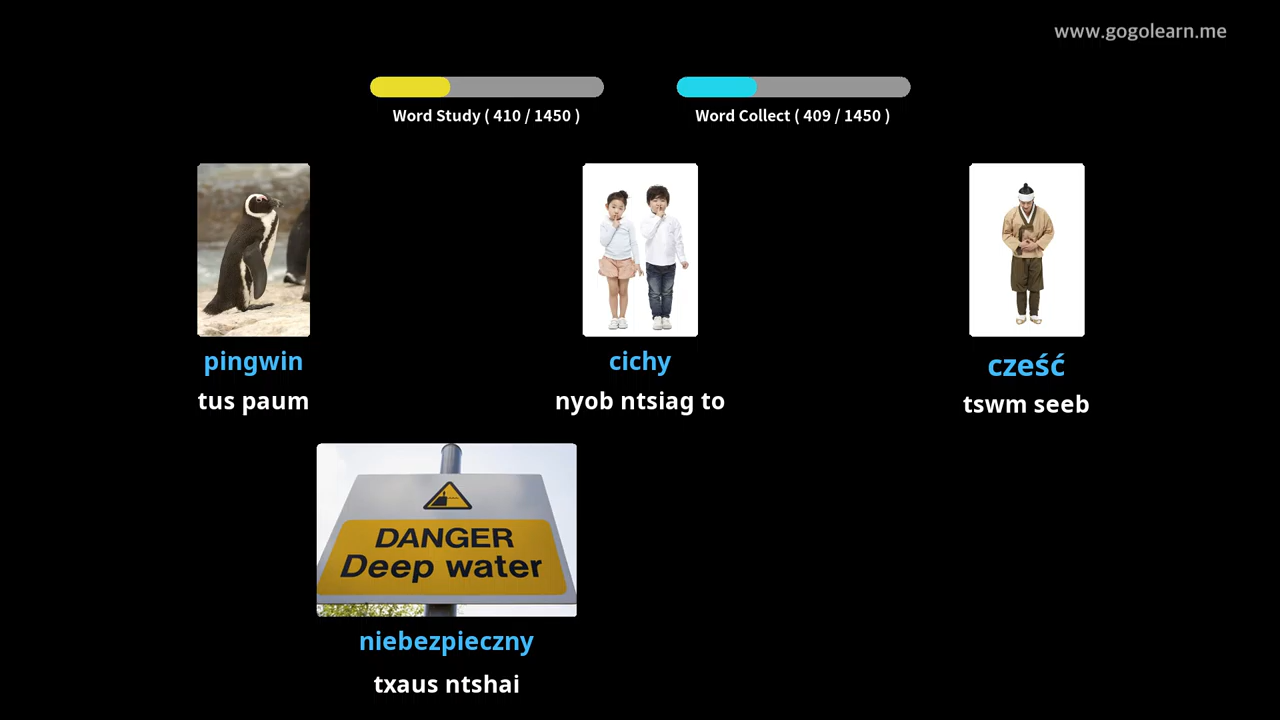 www.gogolearn.me
Word Study ( 410 / 1450 )
Word Collect ( 409 / 1450 )
pingwin
tus paum
cichy
nyob ntsiag to
cześć
tswm seeb
DANGER
Deep water
niebezpieczny
txaus ntshai